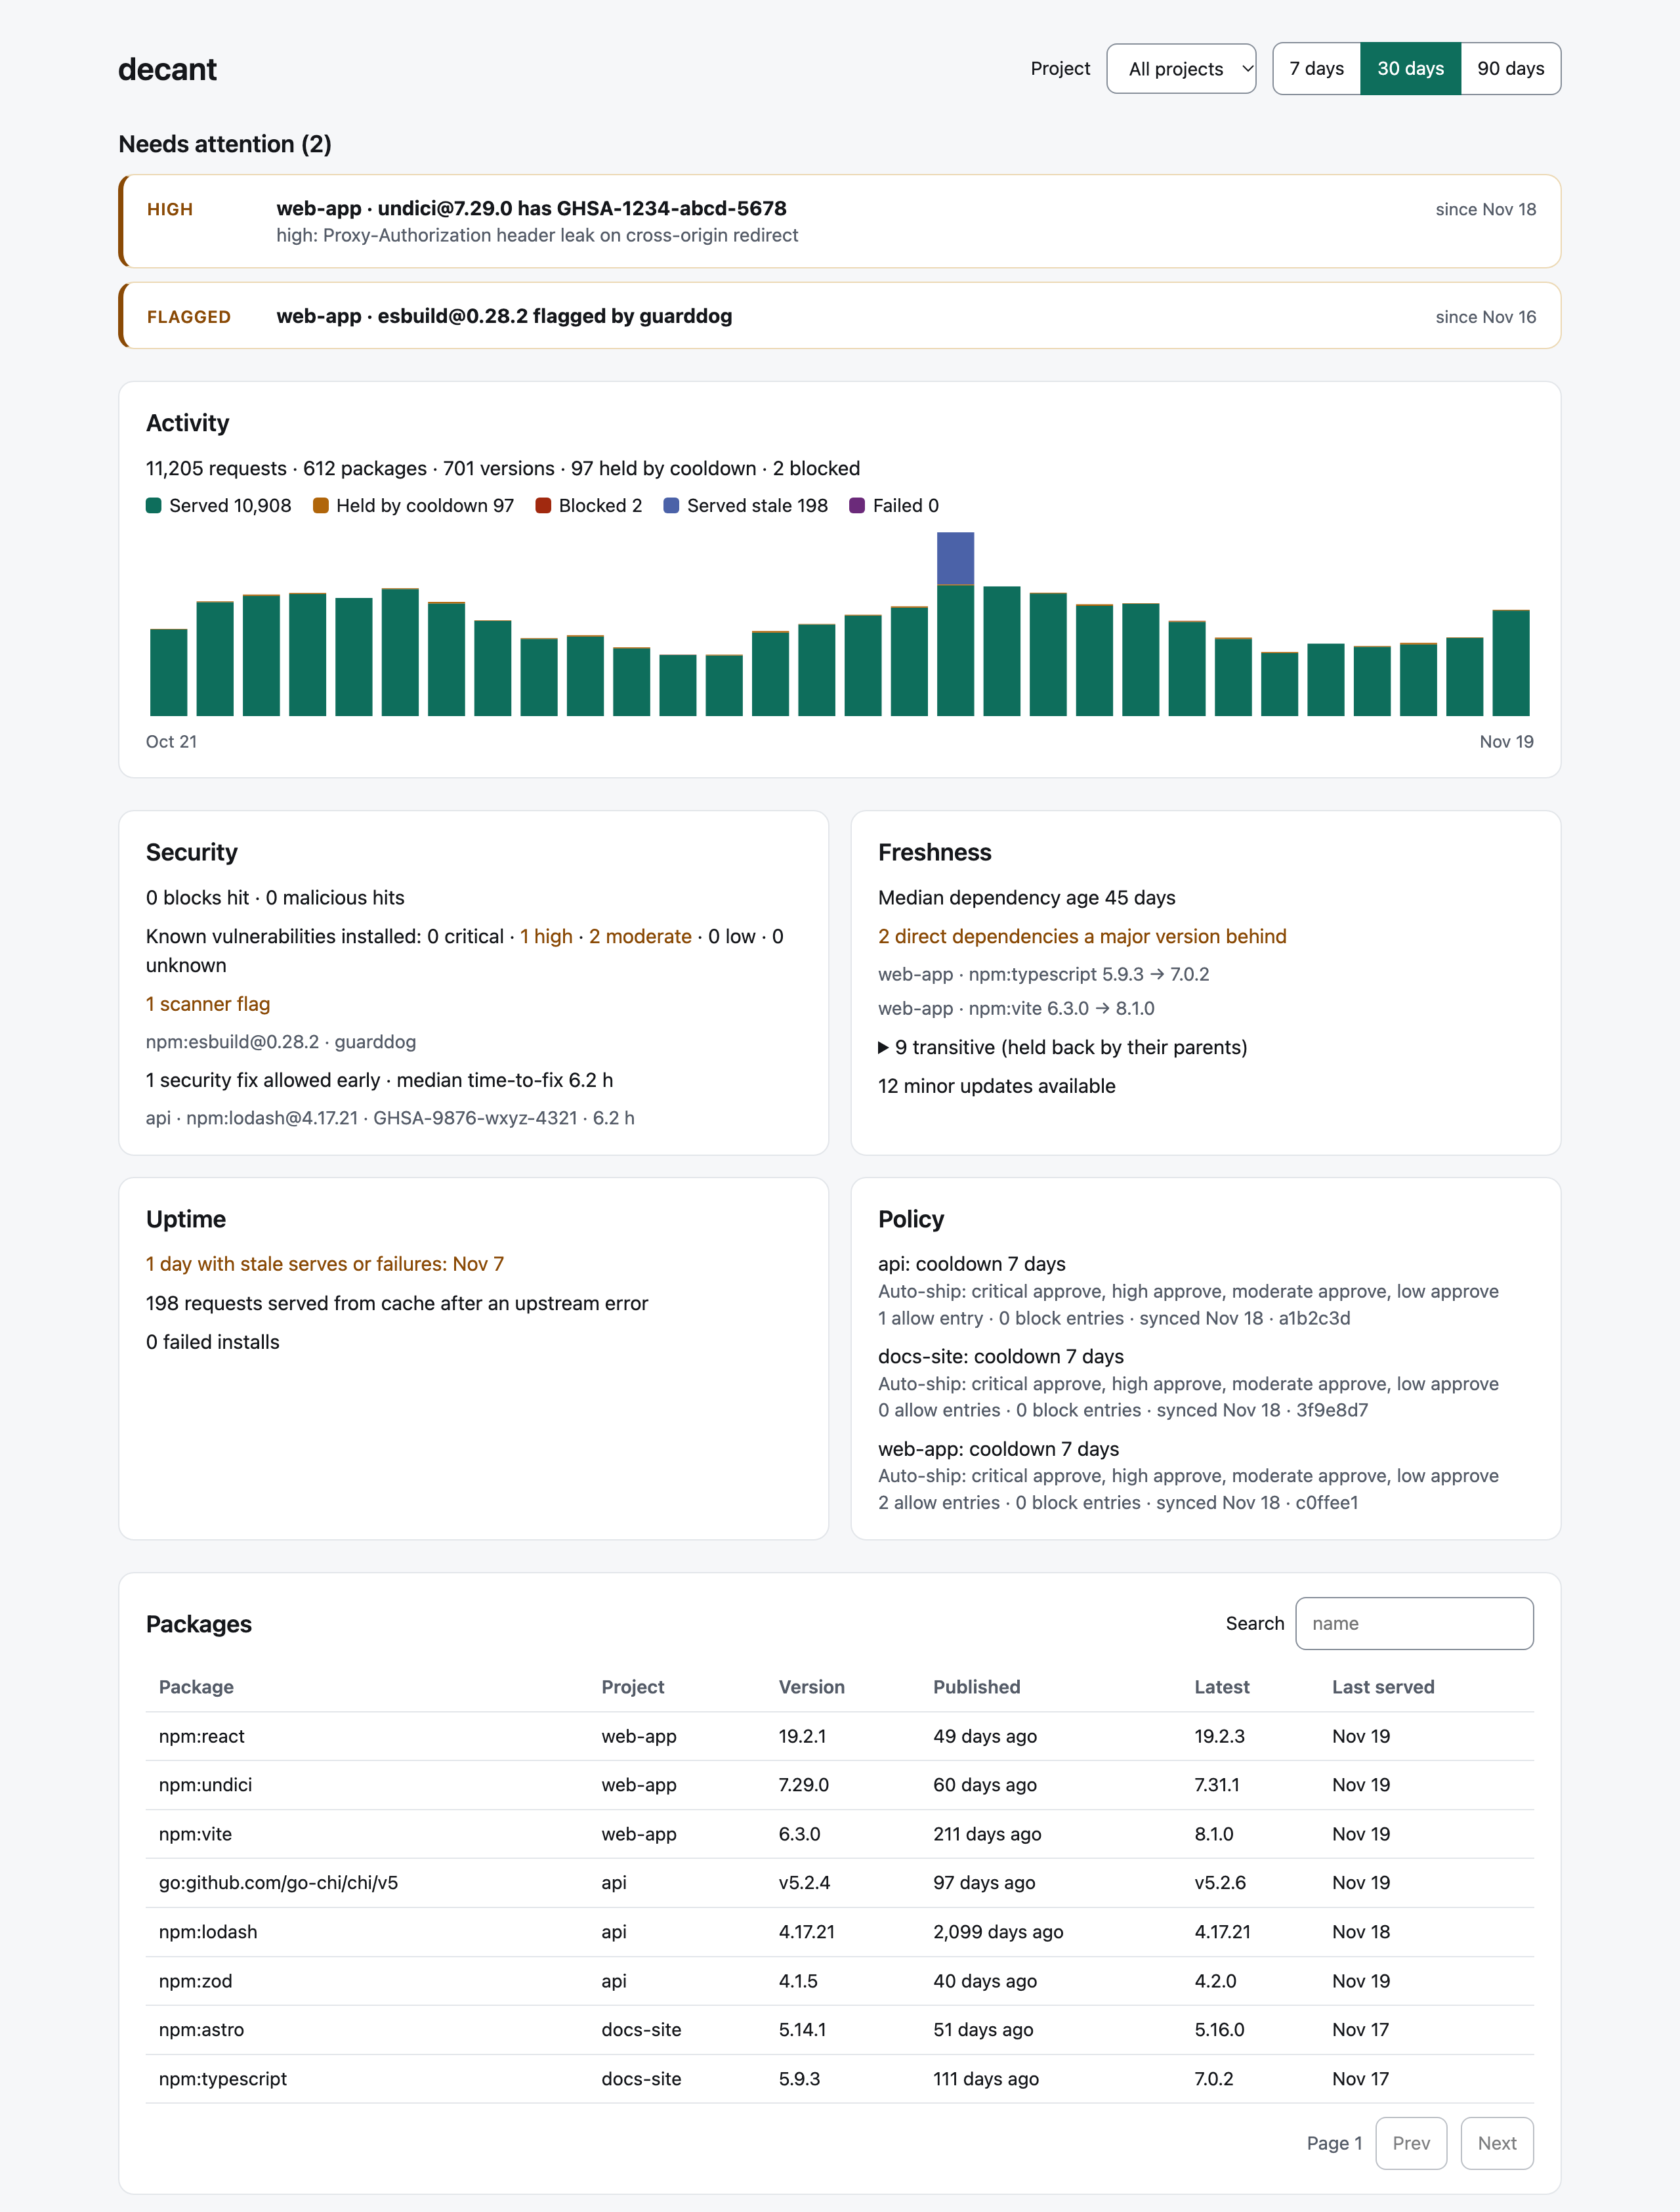 decant
Project All projects 7 days 30 days 90 days
Needs attention (2)
HIGH web-app · undici@7.29.0 has GHSA-1234-abcd-5678 since Nov 18
high: Proxy-Authorization header leak on cross-origin redirect
FLAGGED web-app · esbuild@0.28.2 flagged by guarddog since Nov 16
Activity
11,205 requests · 612 packages · 701 versions · 97 held by cooldown · 2 blocked
Served 10,908 Held by cooldown 97 Blocked 2 Served stale 198 Failed 0
Oct 21 Nov 19
Security
0 blocks hit · 0 malicious hits
Known vulnerabilities installed: 0 critical · 1 high · 2 moderate · 0 low · 0
unknown
1 scanner flag
npm:esbuild@0.28.2 · guarddog
1 security fix allowed early · median time-to-fix 6.2 h
api · npm:lodash@4.17.21 · GHSA-9876-wxyz-4321 · 6.2 h
Freshness
Median dependency age 45 days
2 direct dependencies a major version behind
web-app · npm:typescript 5.9.3 → 7.0.2
web-app · npm:vite 6.3.0 → 8.1.0
▶ 9 transitive (held back by their parents)
12 minor updates available
Uptime
1 day with stale serves or failures: Nov 7
198 requests served from cache after an upstream error
0 failed installs
Policy
api: cooldown 7 days
Auto-ship: critical approve, high approve, moderate approve, low approve
1 allow entry · 0 block entries · synced Nov 18 · a1b2c3d
docs-site: cooldown 7 days
Auto-ship: critical approve, high approve, moderate approve, low approve
0 allow entries · 0 block entries · synced Nov 18 · 3f9e8d7
web-app: cooldown 7 days
Auto-ship: critical approve, high approve, moderate approve, low approve
2 allow entries · 0 block entries · synced Nov 18 · c0ffee1
Packages Search name
Package Project Version Published Latest Last served
npm:react web-app 19.2.1 49 days ago 19.2.3 Nov 19
npm:undici web-app 7.29.0 60 days ago 7.31.1 Nov 19
npm:vite web-app 6.3.0 211 days ago 8.1.0 Nov 19
go:github.com/go-chi/chi/v5 api v5.2.4 97 days ago v5.2.6 Nov 19
npm:lodash api 4.17.21 2,099 days ago 4.17.21 Nov 18
npm:zod api 4.1.5 40 days ago 4.2.0 Nov 19
npm:astro docs-site 5.14.1 51 days ago 5.16.0 Nov 17
npm:typescript docs-site 5.9.3 111 days ago 7.0.2 Nov 17
Page 1 Prev Next